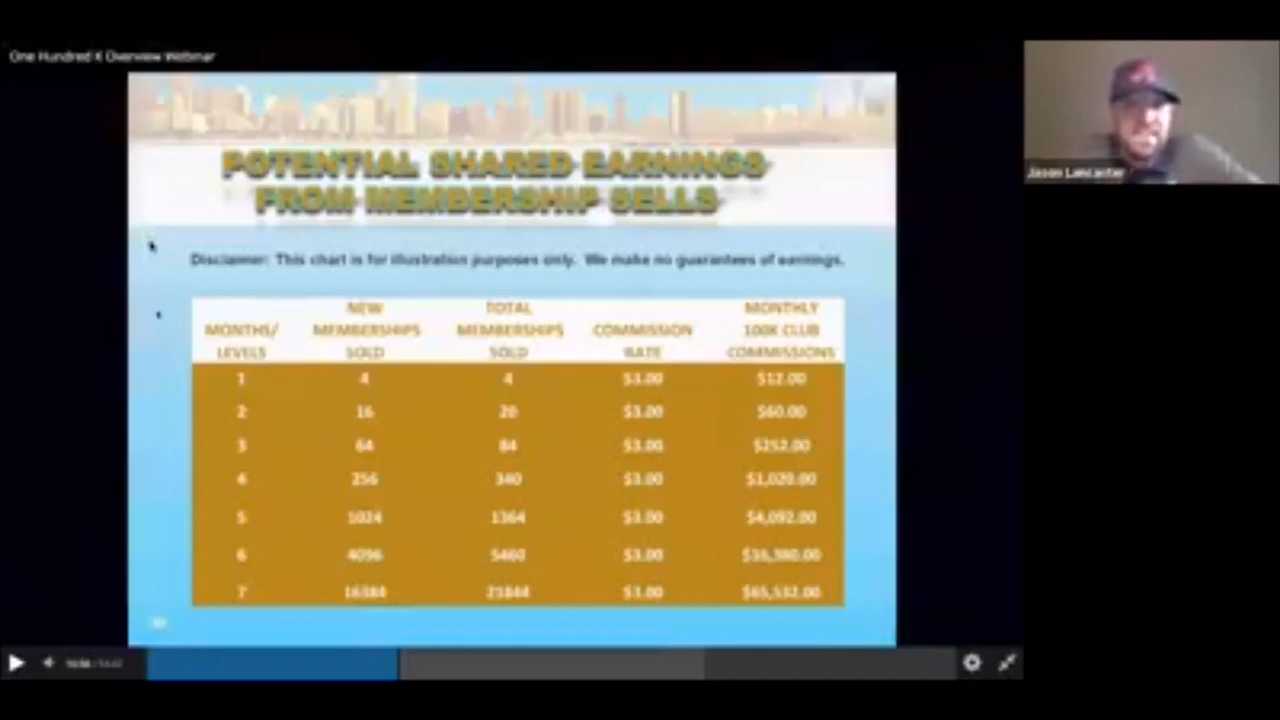 One Hundred K Overview Webinar
Jason Lancaster
POTENTIAL SHARED EARNINGS
FROM MEMBERSHIP SELLS
Disclaimer: This chart is for illustration purposes only. We make no guarantees of earnings.
MONTHS/ LEVELS NEW MEMBERSHIPS SOLD TOTAL MEMBERSHIPS SOLD COMMISSION RATE MONTHLY 100K CLUB COMMISSIONS
1 4 4 $3.00 $12.00
2 16 20 $3.00 $60.00
3 64 84 $3.00 $252.00
4 256 340 $3.00 $1,020.00
5 1024 1364 $3.00 $4,092.00
6 4096 5460 $3.00 $16,380.00
7 16384 21844 $3.00 $65,532.00